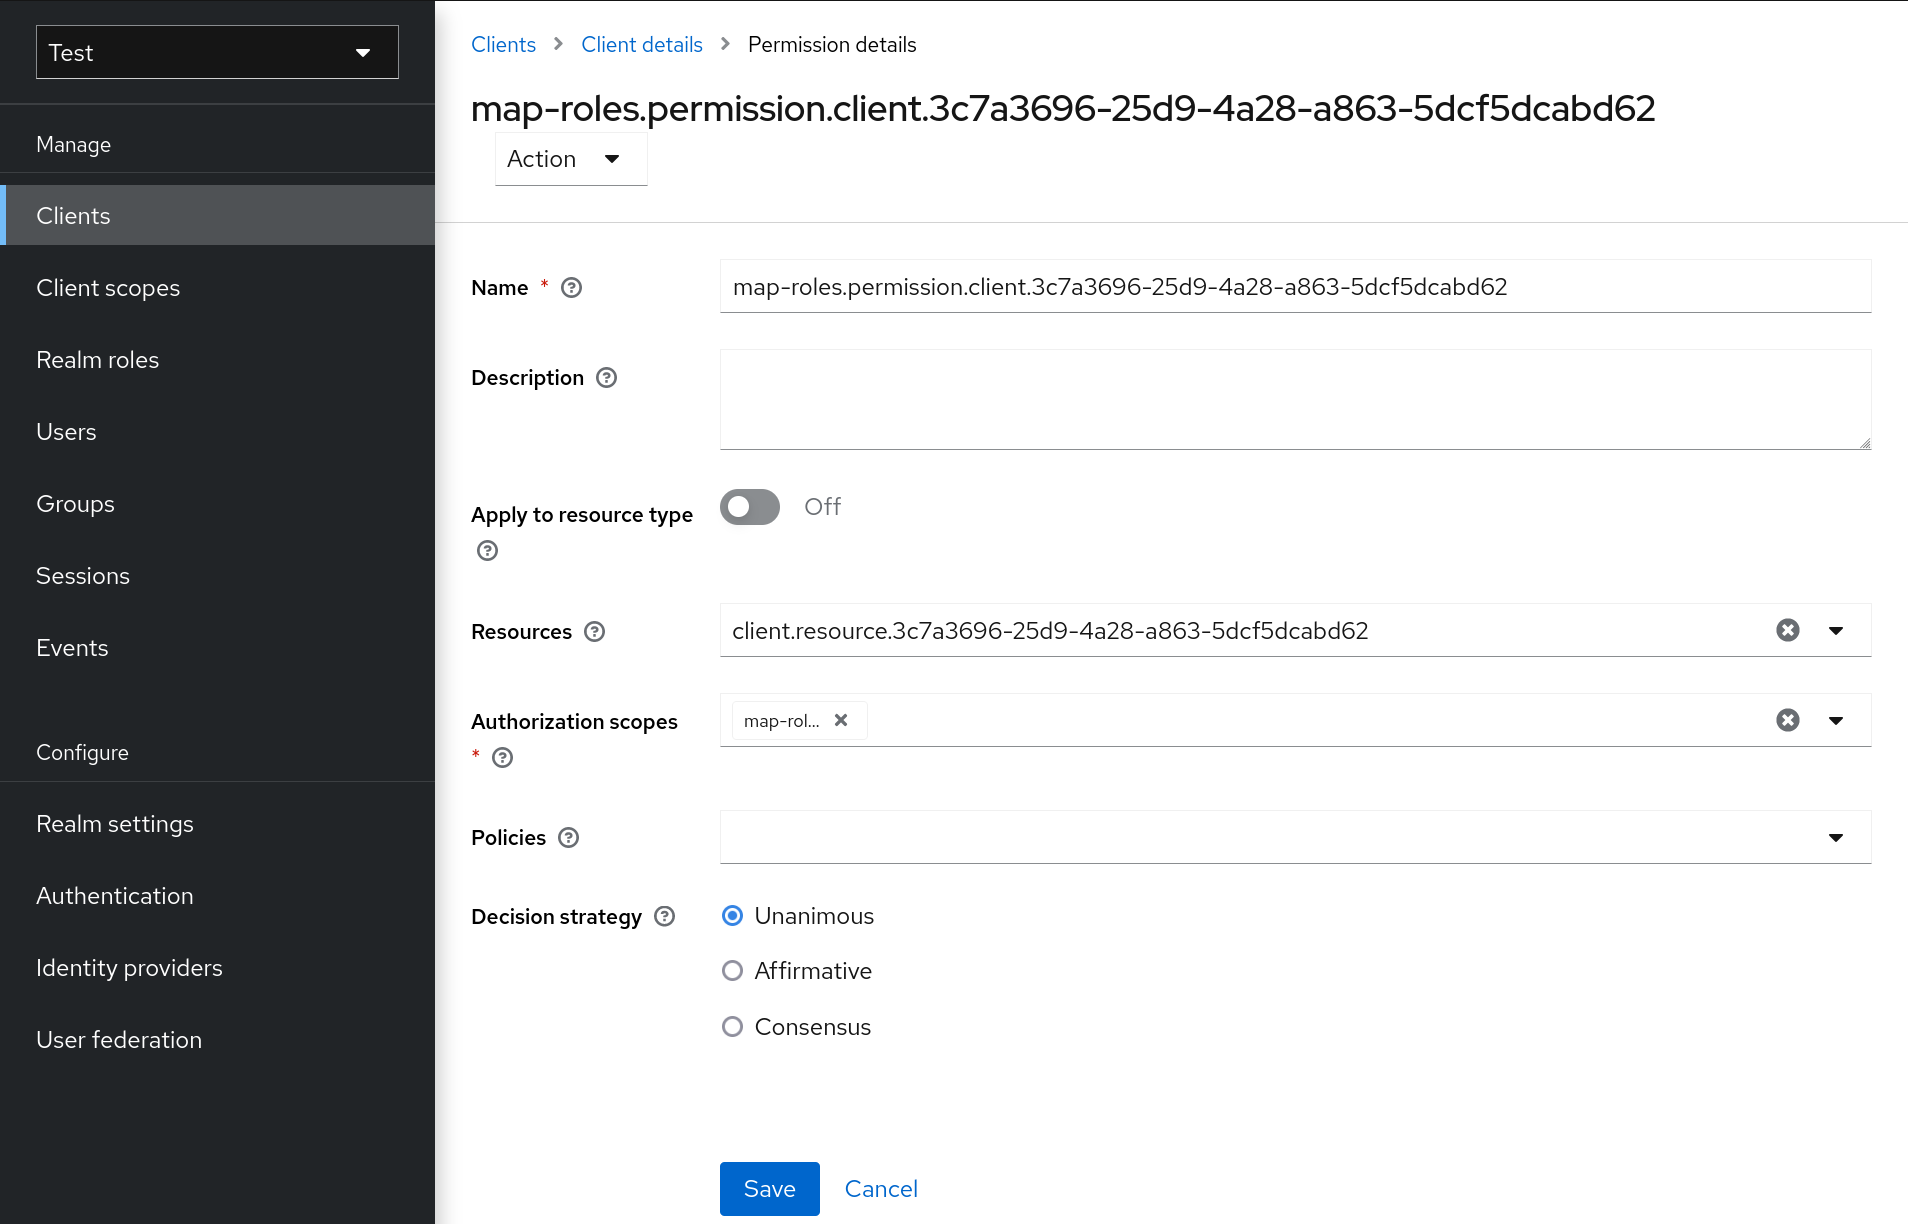 Test
Manage
Clients
Client scopes
Realm roles
Users
Groups
Sessions
Events
Configure
Realm settings
Authentication
Identity providers
User federation
Clients > Client details > Permission details
map-roles.permission.client.3c7a3696-25d9-4a28-a863-5dcf5dcabd62
Action
Name * map-roles.permission.client.3c7a3696-25d9-4a28-a863-5dcf5dcabd62
Description
Apply to resource type Off
Resources client.resource.3c7a3696-25d9-4a28-a863-5dcf5dcabd62
Authorization scopes map-rol...
*
Policies
Decision strategy Unanimous
Affirmative
Consensus
Save Cancel